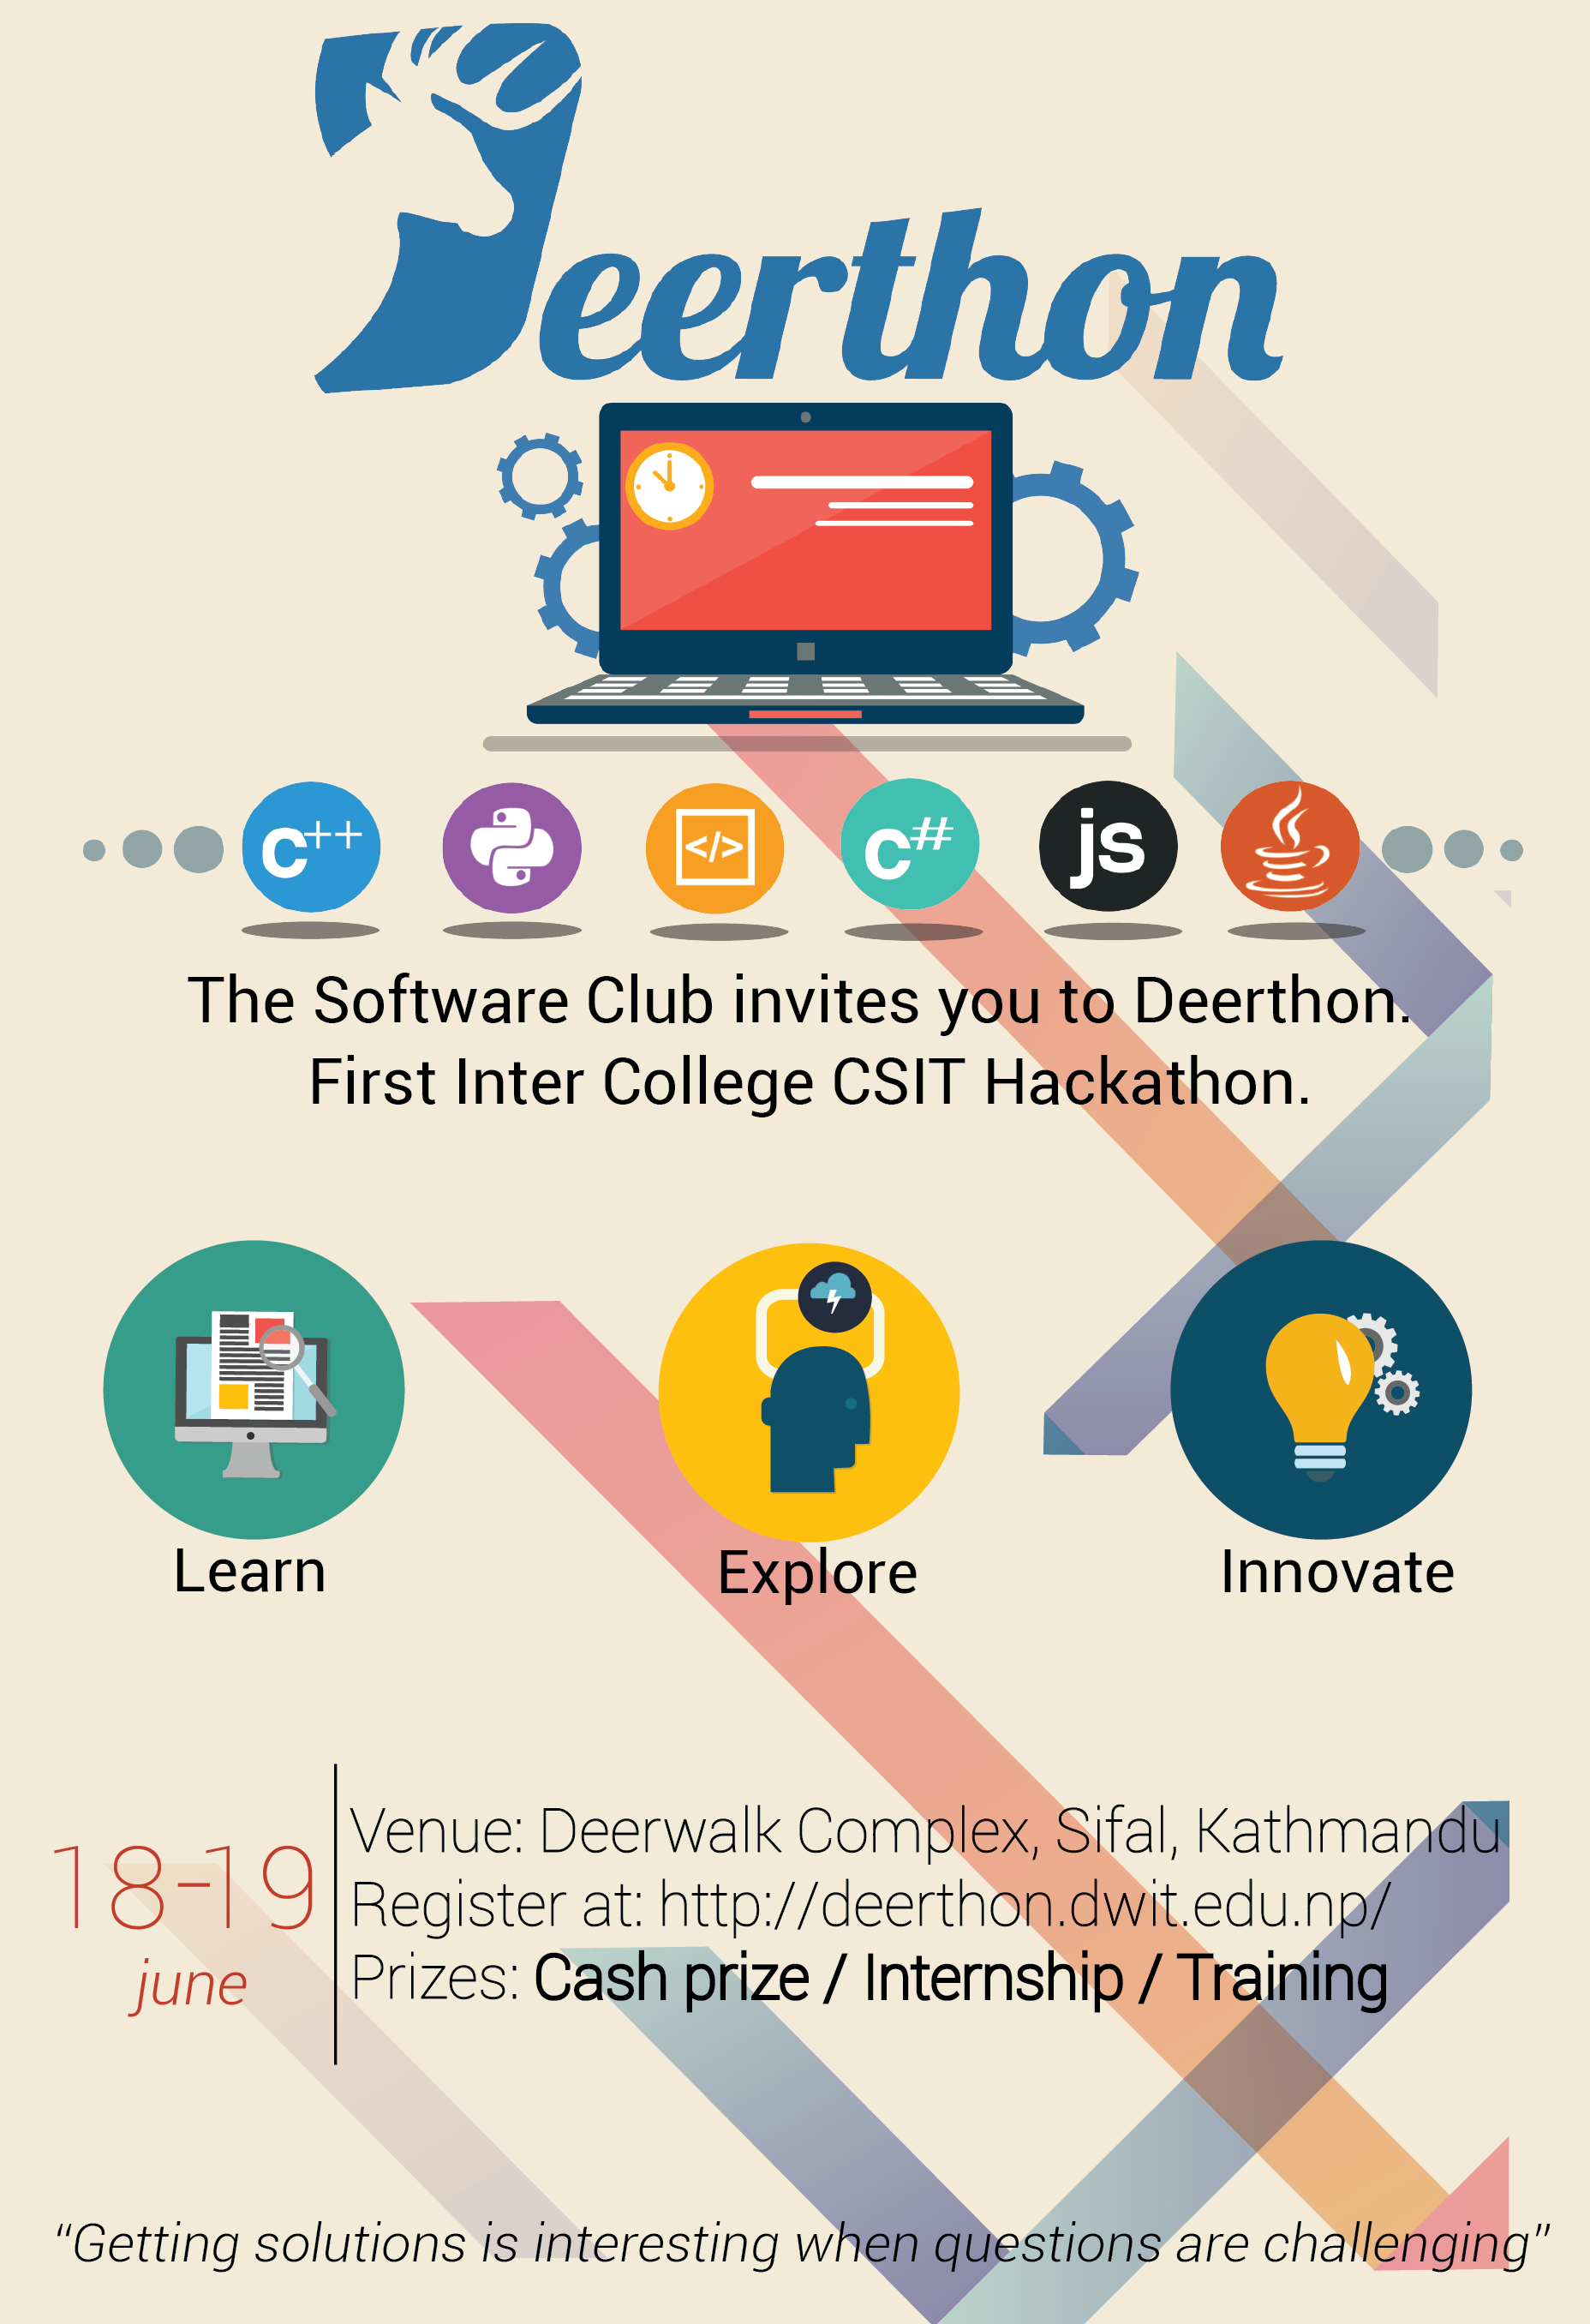 Deerthon
c++
</>
c#
js
The Software Club invites you to Deerthon.
First Inter College CSIT Hackathon.
Learn
Explore
Innovate
18-19
june
Venue: Deerwalk Complex, Sifal, Kathmandu
Register at: http://deerthon.dwit.edu.np/
Prizes: Cash prize / Internship / Training
"Getting solutions is interesting when questions are challenging"